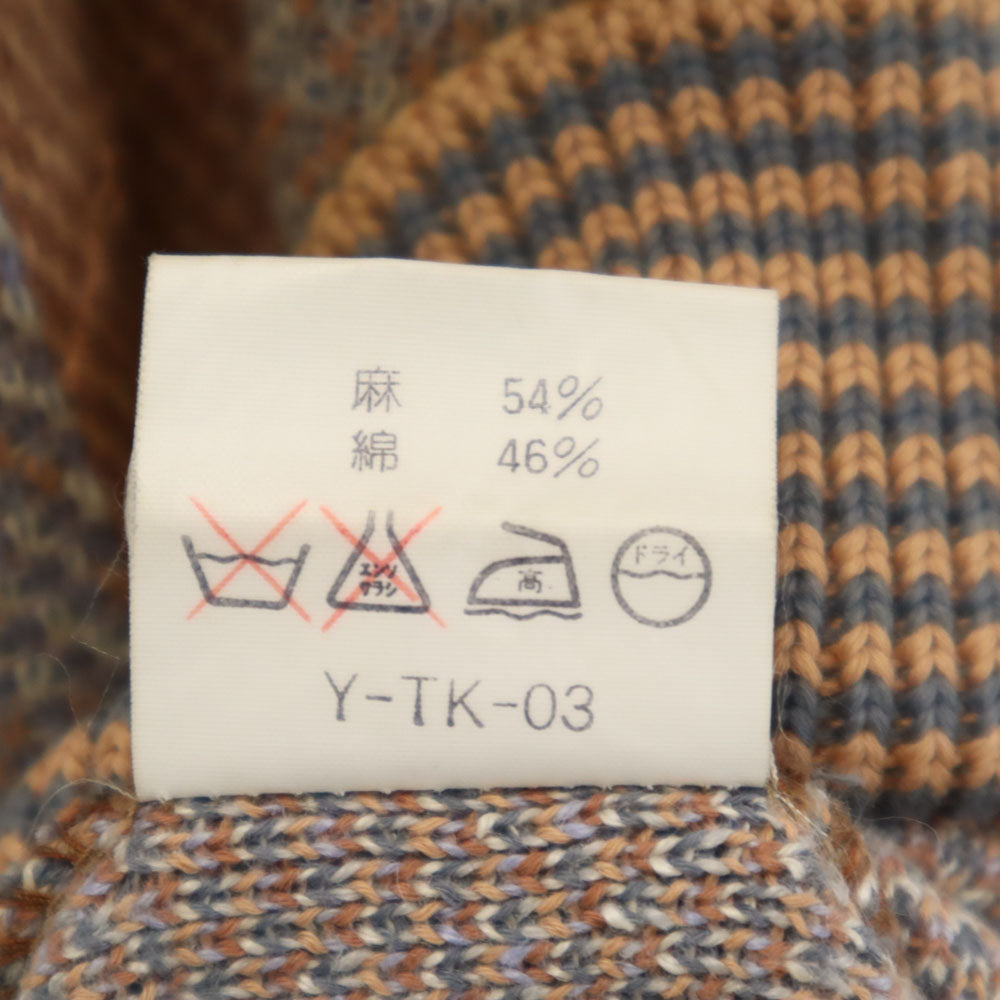 麻 54%
綿 46%
エンソ
サラシ
高
ドライ
Y-TK-03